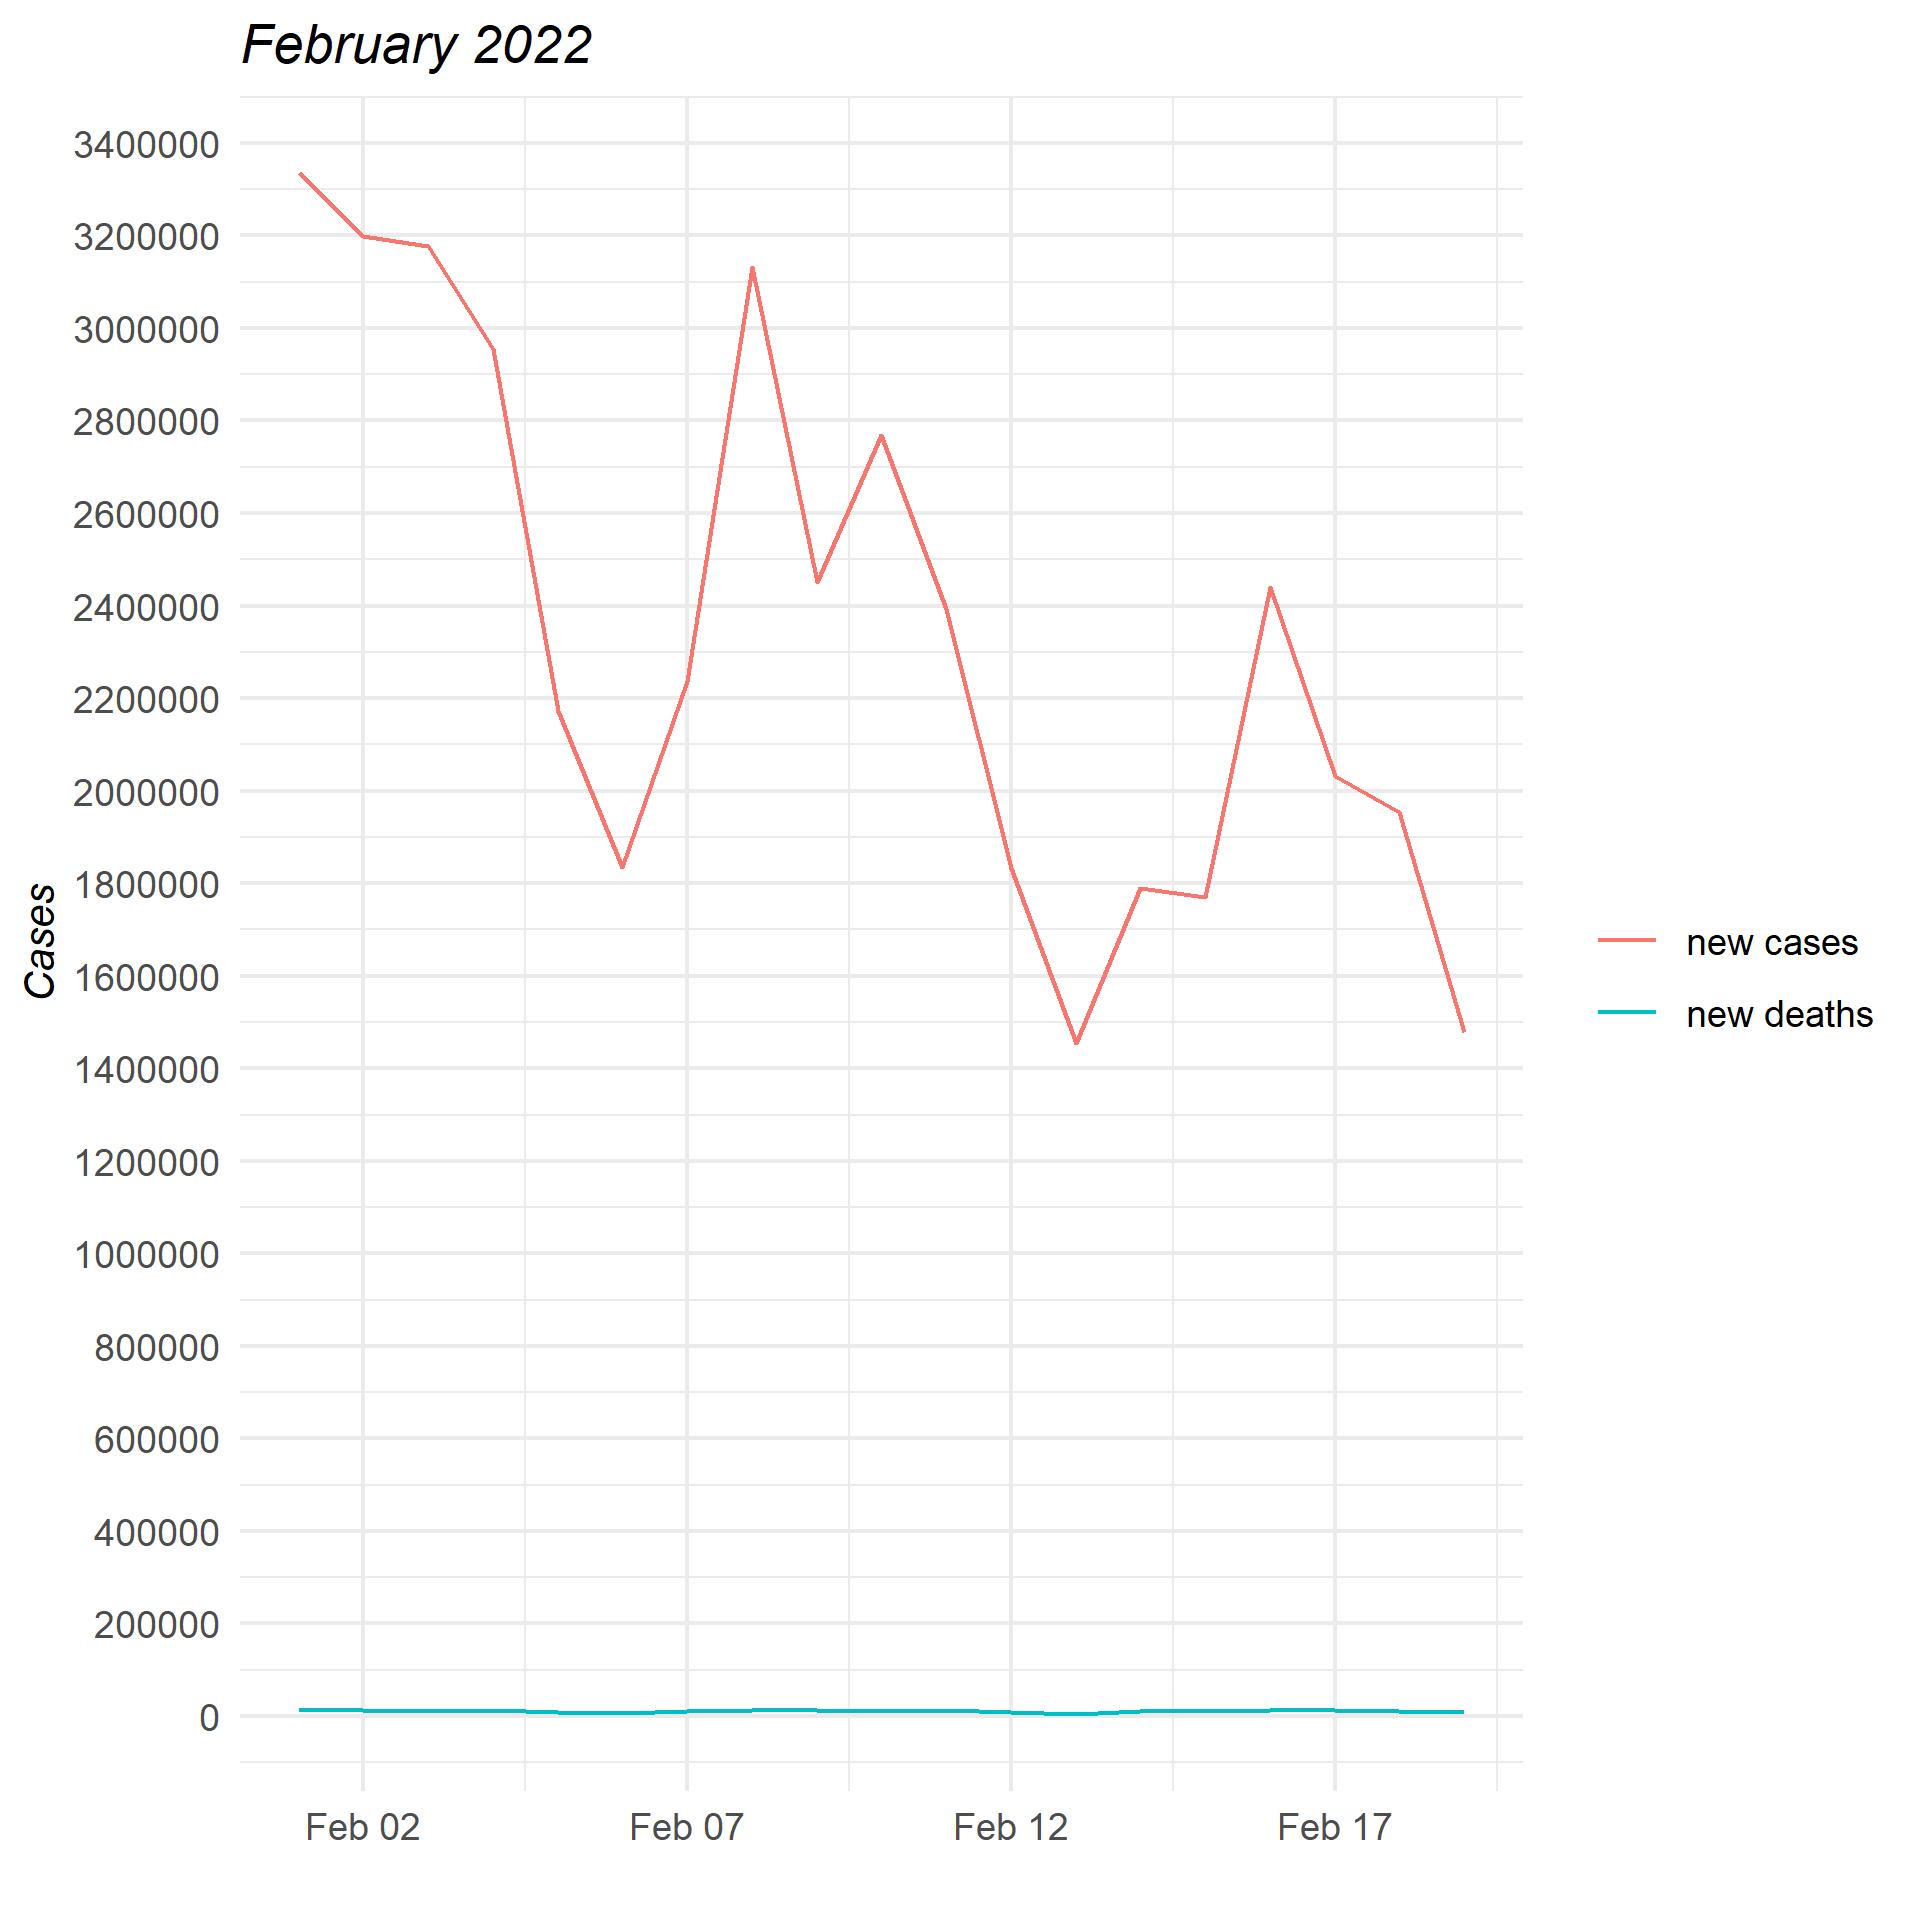 February 2022
3400000
3200000
3000000
2800000
2600000
2400000
2200000
2000000
1800000
1600000
1400000
1200000
1000000
800000
600000
400000
200000
0
Cases
Feb 02
Feb 07
Feb 12
Feb 17
new cases
new deaths